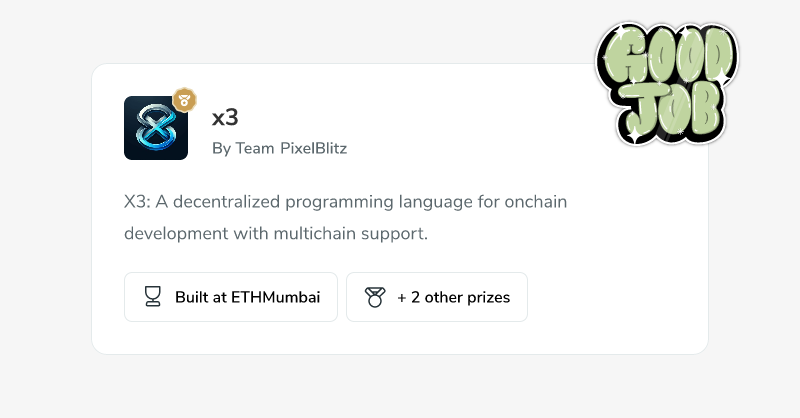 GOOD
JOB
x3
By Team PixelBlitz
X3: A decentralized programming language for onchain
development with multichain support.
Built at ETHMumbai
+ 2 other prizes